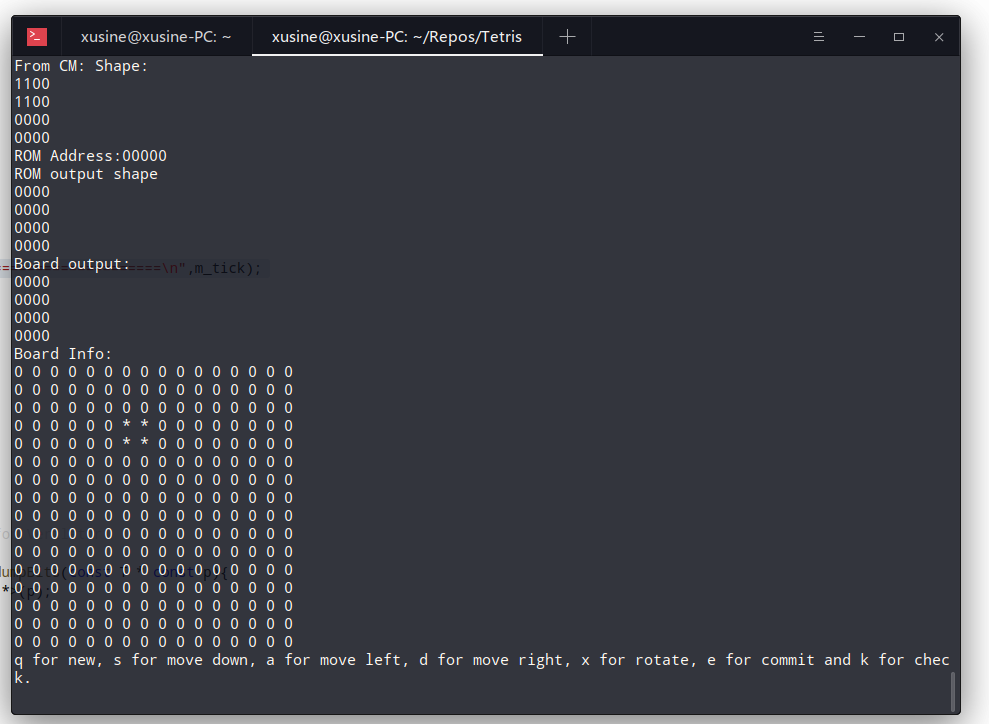 xusine@xusine-PC: ~
xusine@xusine-PC: ~/Repos/Tetris
From CM: Shape:
1100
1100
0000
0000
ROM Address:00000
ROM output shape
0000
0000
0000
0000
Board output:
====\n",m_tick);
0000
0000
0000
0000
Board Info:
0 0 0 0 0 0 0 0 0 0 0 0 0 0 0 0
0 0 0 0 0 0 0 0 0 0 0 0 0 0 0 0
0 0 0 0 0 0 0 0 0 0 0 0 0 0 0 0
0 0 0 0 0 0 * * 0 0 0 0 0 0 0 0
0 0 0 0 0 0 * * 0 0 0 0 0 0 0 0
0 0 0 0 0 0 0 0 0 0 0 0 0 0 0 0
0 0 0 0 0 0 0 0 0 0 0 0 0 0 0 0
0 0 0 0 0 0 0 0 0 0 0 0 0 0 0 0
0 0 0 0 0 0 0 0 0 0 0 0 0 0 0 0
0 0 0 0 0 0 0 0 0 0 0 0 0 0 0 0
0 0 0 0 0 0 0 0 0 0 0 0 0 0 0 0
0 0 0 0 0 0 0 0 0 0 0 0 0 0 0 0
0 0 0 0 0 0 0 0 0 0 0 0 0 0 0 0
0 0 0 0 0 0 0 0 0 0 0 0 0 0 0 0
0 0 0 0 0 0 0 0 0 0 0 0 0 0 0 0
0 0 0 0 0 0 0 0 0 0 0 0 0 0 0 0
q for new, s for move down, a for move left, d for move right, x for rotate, e for commit and k for chec
k.